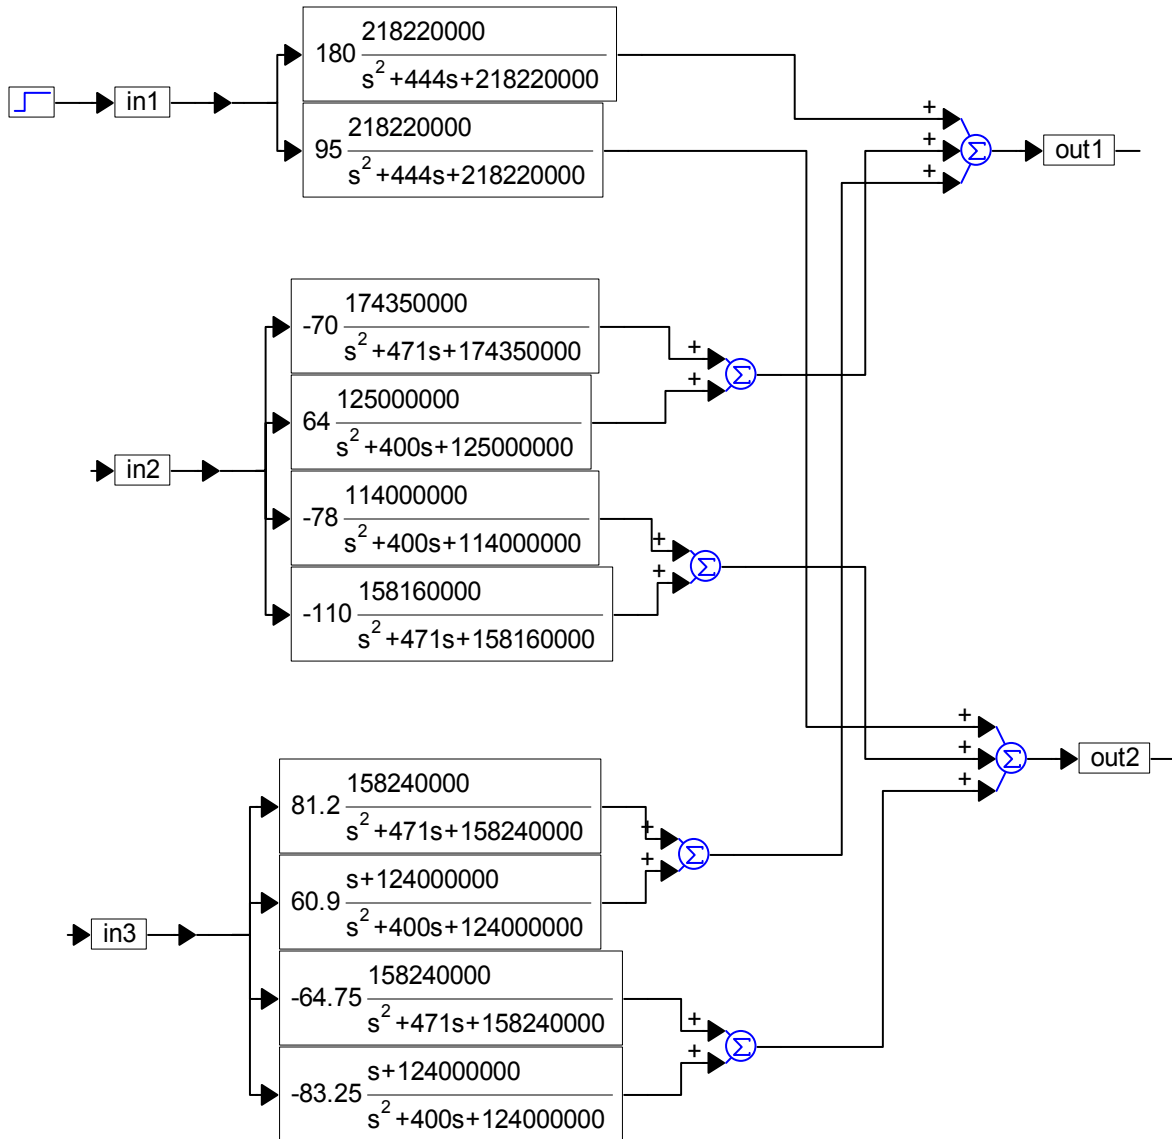 218220000
180
s2+444s+218220000
in1
218220000
95
s2+444s+218220000
+
+
+
Σ
out1
174350000
-70
s2+471s+174350000
+
+
Σ
125000000
64
s2+400s+125000000
in2
114000000
-78
s2+400s+114000000
+
+
Σ
158160000
-110
s2+471s+158160000
+
+
+
Σ
out2
158240000
81.2
s2+471s+158240000
+
+
Σ
s+124000000
60.9
s2+400s+124000000
in3
158240000
-64.75
s2+471s+158240000
+
+
Σ
s+124000000
-83.25
s2+400s+124000000